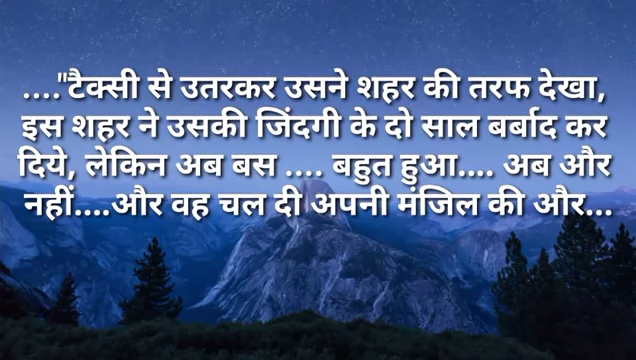 ...."टैक्सी से उतरकर उसने शहर की तरफ देखा,
इस शहर ने उसकी जिंदगी के दो साल बर्बाद कर
दिये, लेकिन अब बस .... बहुत हुआ.... अब और
नहीं....और वह चल दी अपनी मंजिल की और...